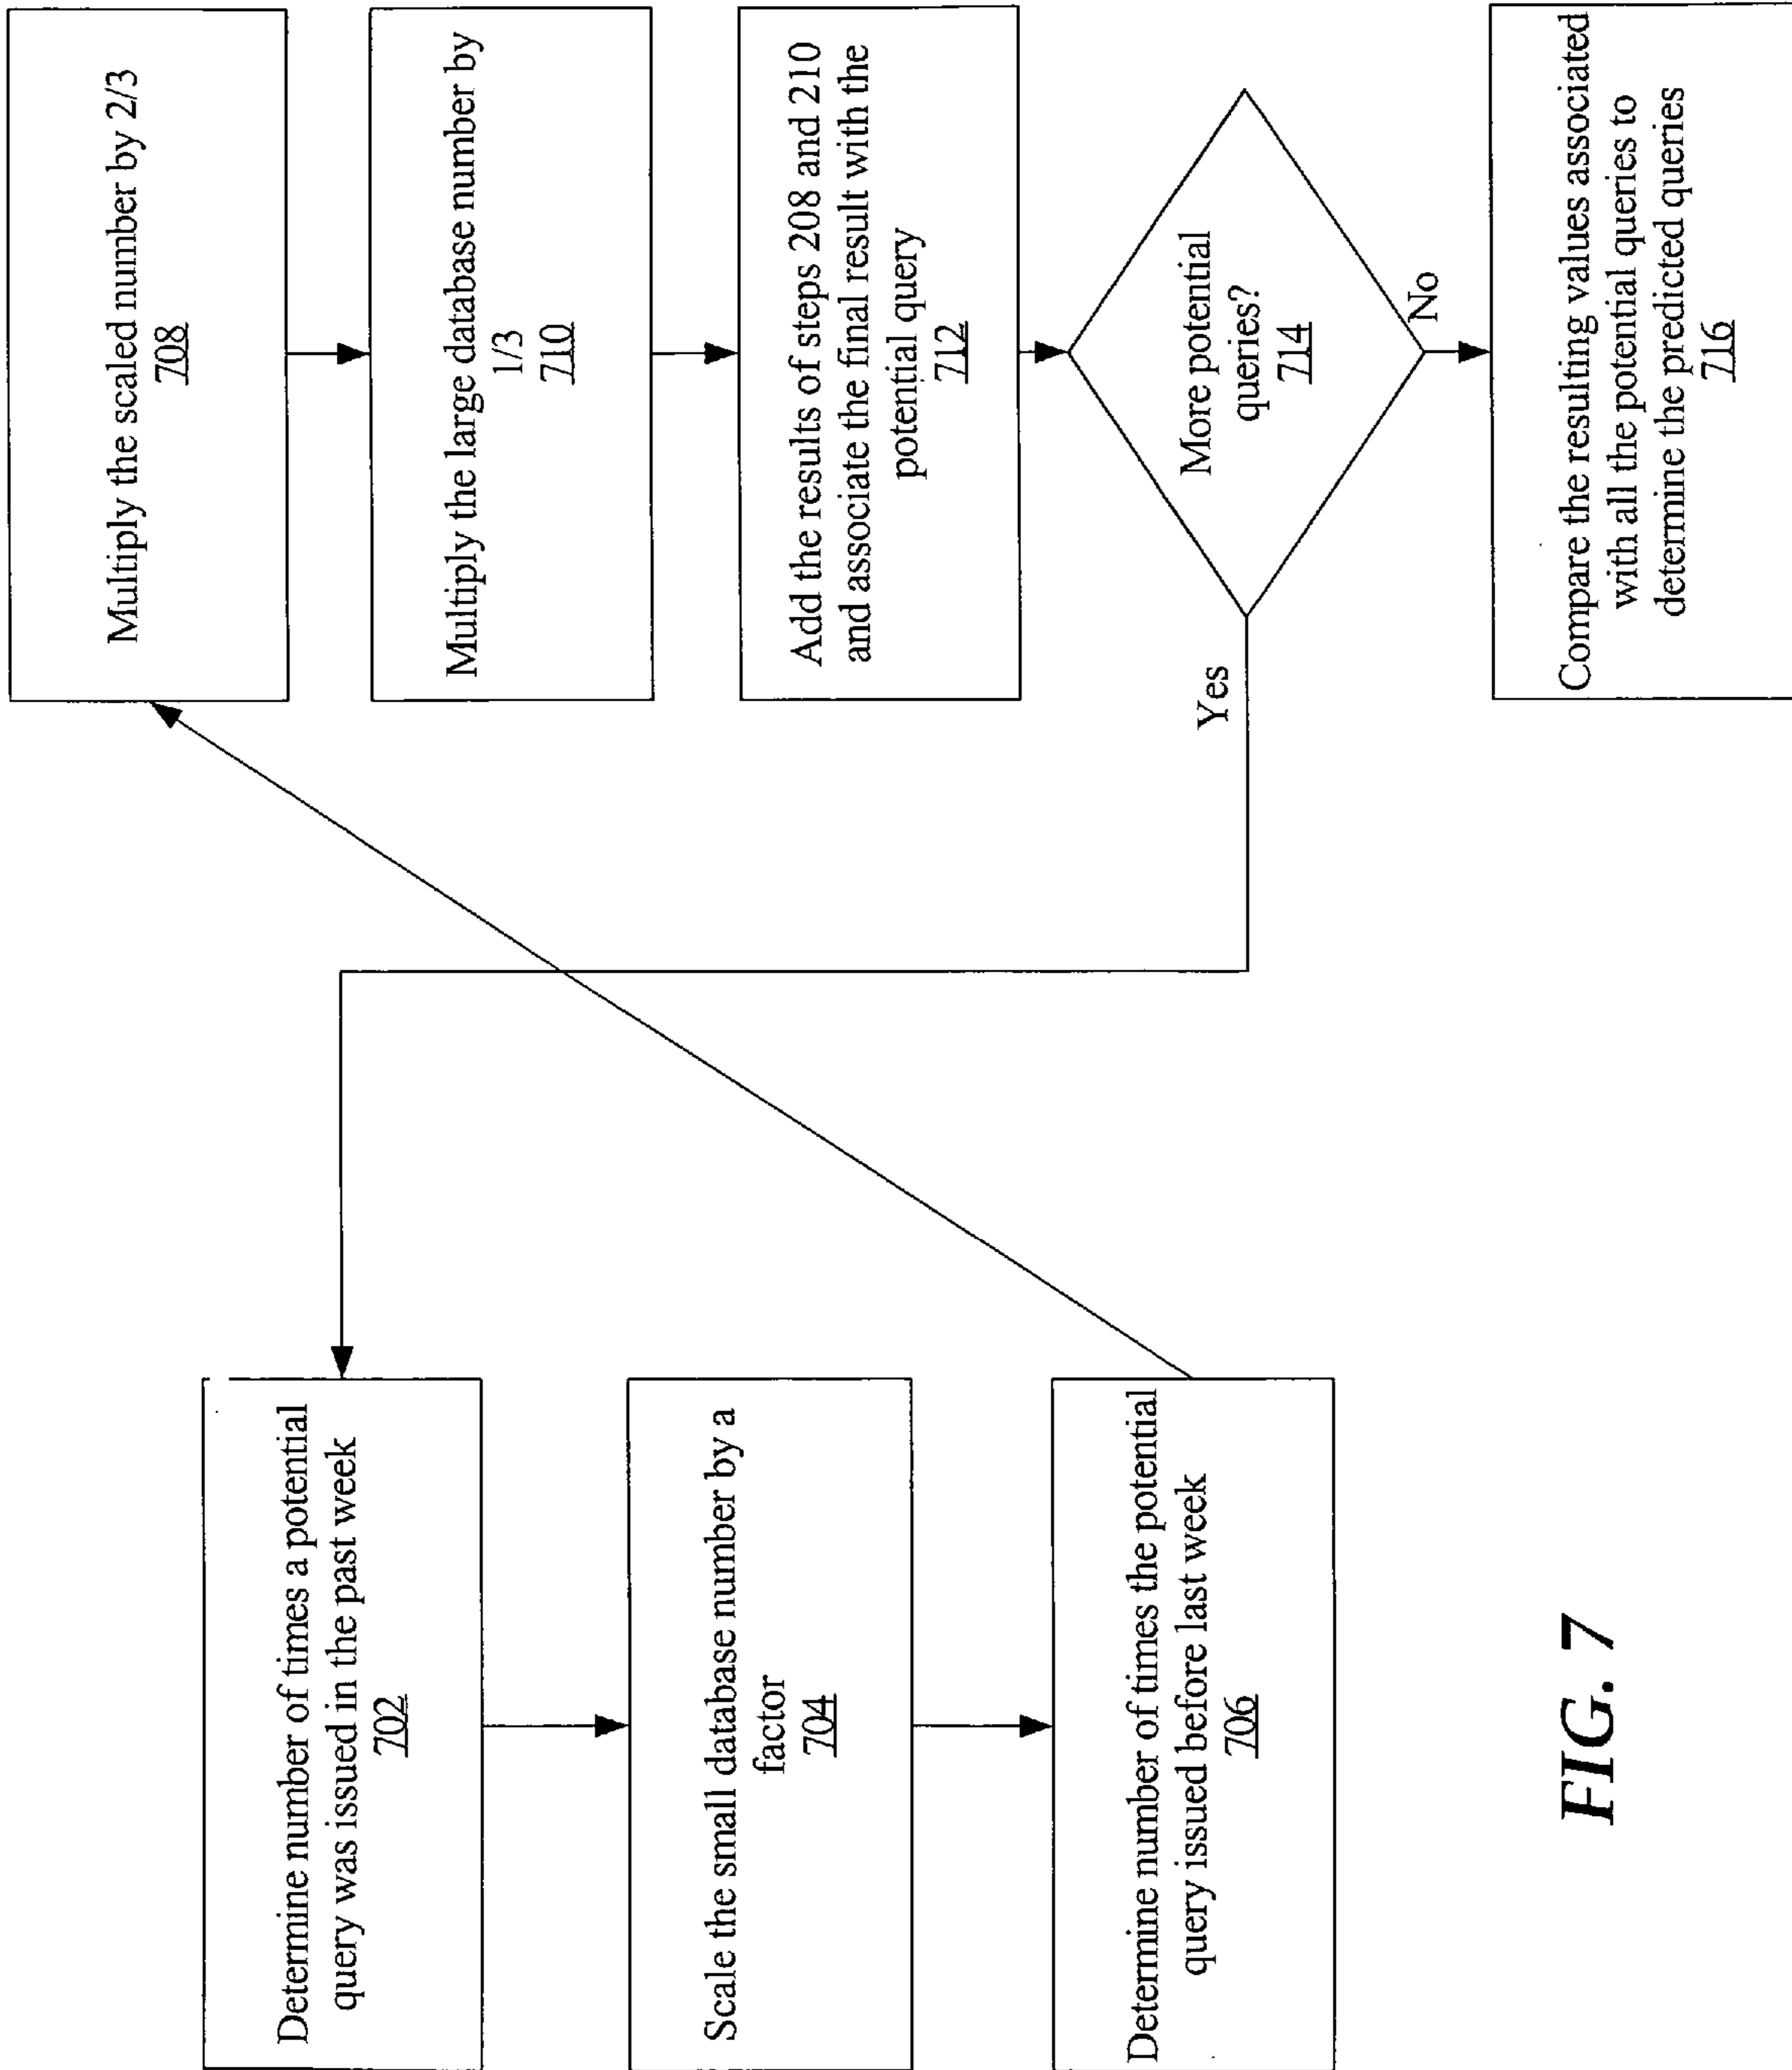 Determine number of times a potential
query was issued in the past week
702
Scale the small database number by a
factor
704
Determine number of times the potential
query issued before last week
706
Multiply the scaled number by 2/3
708
Multiply the large database number by
1/3
710
Add the results of steps 208 and 210
and associate the final result with the
potential query
712
More potential
queries?
714
Yes
No
Compare the resulting values associated
with all the potential queries to
determine the predicted queries
716
FIG. 7